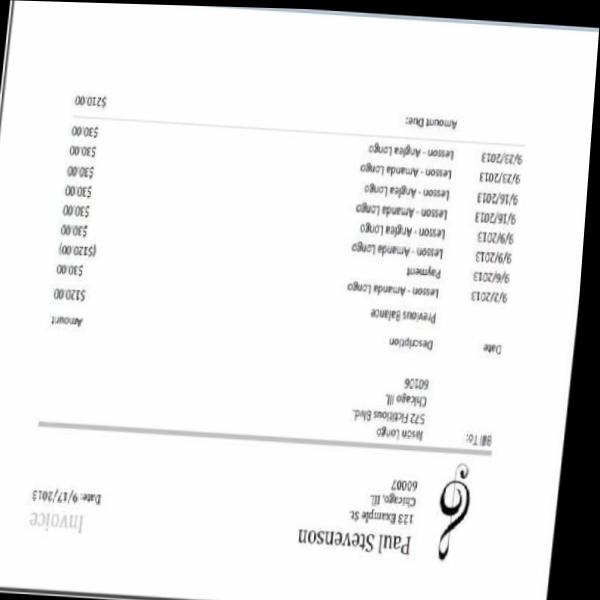 Paul Stevenson
Invoice
123 Example St.
Chicago, Ill.
60007
Date: 9/17/2013
Bill To: Jason Longo
572 Fictitious Blvd.
Chicago Ill.
60106
Date Description Amount
Previous Balance $120.00
9/2/2013 Lesson - Amanda Longo $30.00
9/6/2013 Payment ($120.00)
9/9/2013 Lesson - Amanda Longo $30.00
9/9/2013 Lesson - Anglea Longo $30.00
9/16/2013 Lesson - Amanda Longo $30.00
9/16/2013 Lesson - Anglea Longo $30.00
9/23/2013 Lesson - Amanda Longo $30.00
9/23/2013 Lesson - Anglea Longo $30.00
Amount Due: $210.00